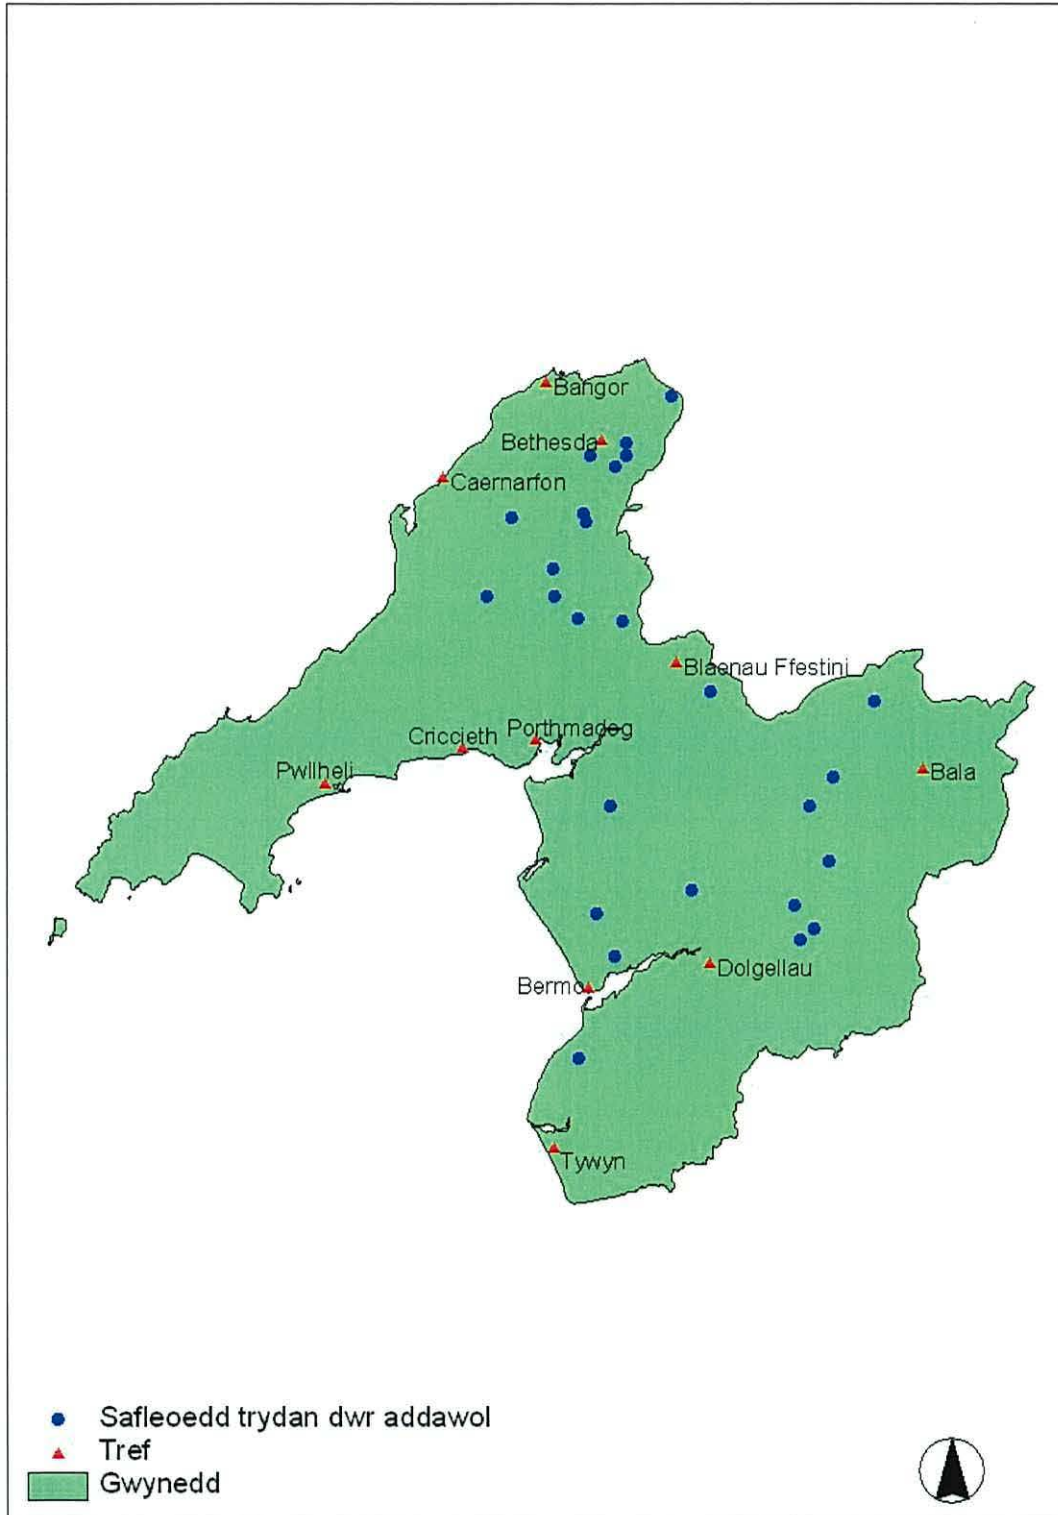 Bangor
Bethesda
Caernarfon
Blaenau Ffestini
Criccieth
Porthmadog
Pwllheli
Bala
Dolgellau
Bermo
Tywyn
Safleoedd trydan dwr addawol
Tref
Gwynedd